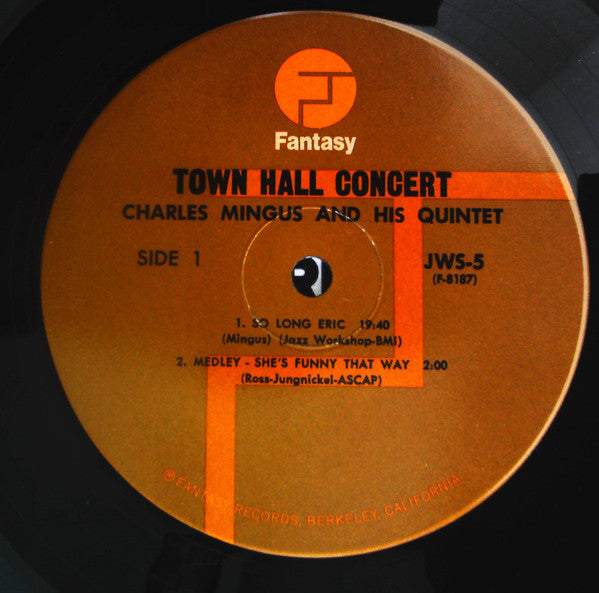 Fantasy
TOWN HALL CONCERT
CHARLES MINGUS AND HIS QUINTET
SIDE 1
JWS-5
(F-8187)
1. SO LONG ERIC 19:40
(Mingus) (Jazz Workshop-BMI)
2. MEDLEY - SHE'S FUNNY THAT WAY 2:00
(Ross-Jungnickel-ASCAP)
® FANTASY RECORDS, BERKELEY, CALIFORNIA